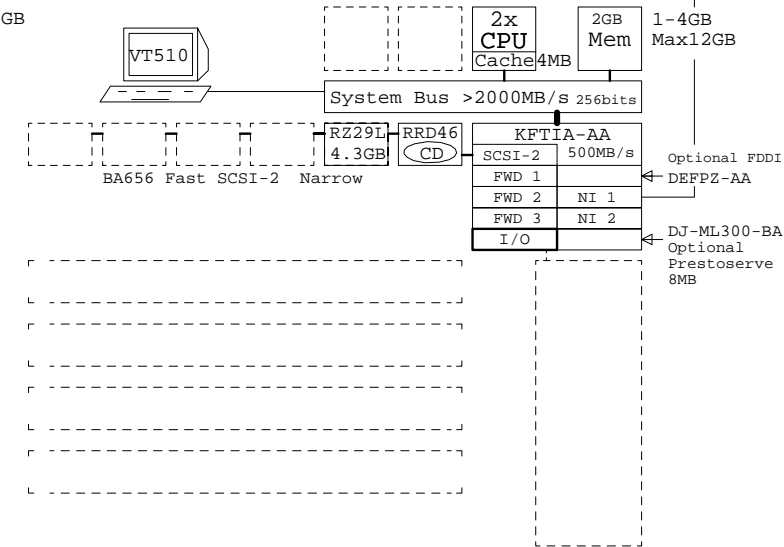 GB
2x
CPU
Cache 4MB
2GB
Mem
1-4GB
Max12GB
VT510
System Bus >2000MB/s 256bits
RZ29L
4.3GB
RRD46
CD
KFTIA-AA
SCSI-2 500MB/s
FWD 1
FWD 2 NI 1
FWD 3 NI 2
I/O
Optional FDDI
DEFPZ-AA
BA656 Fast SCSI-2 Narrow
DJ-ML300-BA
Optional
Prestoserve
8MB